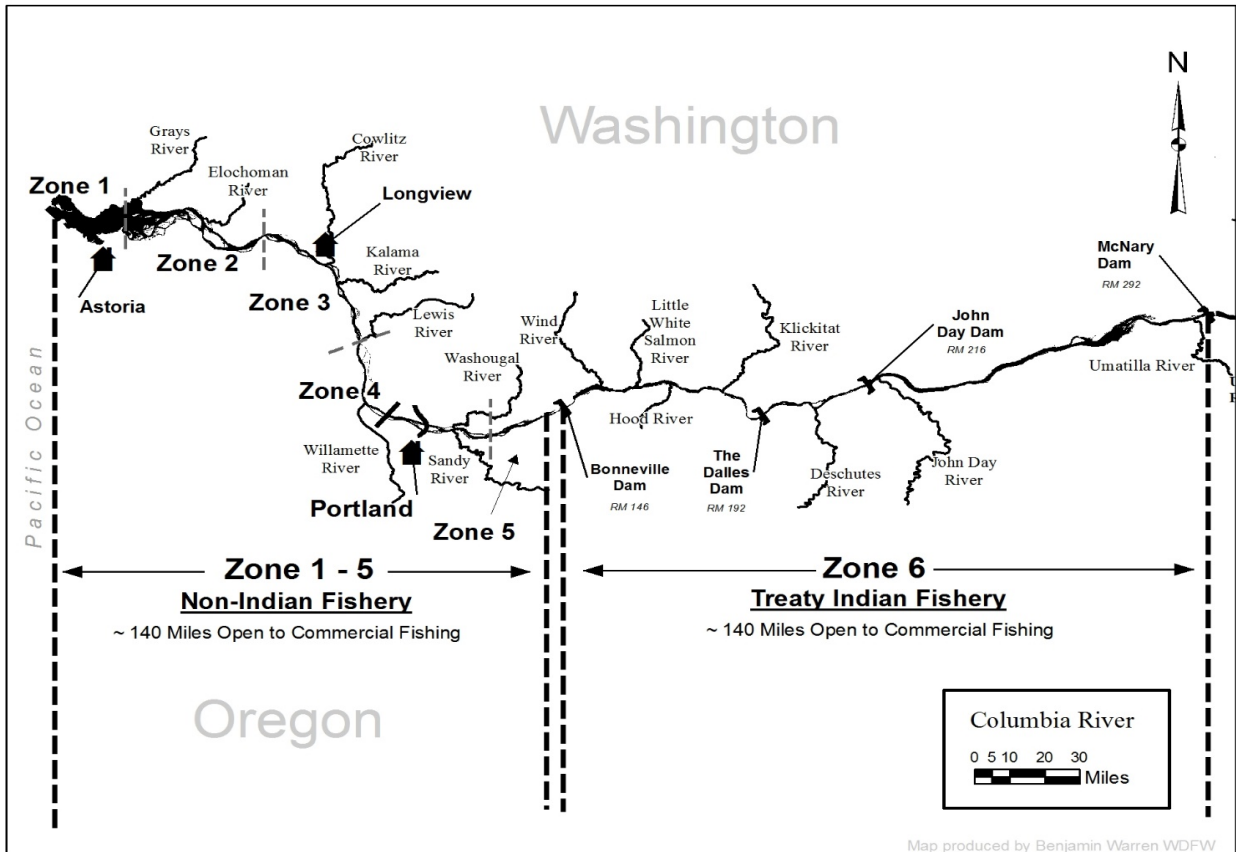 Washington
N
Grays
River
Cowlitz
River
Elochoman
River
Zone 1
Longview
Zone 2
Kalama
River
Astoria
Zone 3
Lewis
River
Washougal
River
Wind
River
Little
White
Salmon
River
Klickitat
River
John
Day Dam
RM 216
McNary
Dam
RM 292
Umatilla River
Pacific Ocean
Zone 4
Hood River
Willamette
River
Sandy
River
Portland
Zone 5
Bonneville
Dam
RM 146
The
Dalles
Dam
RM 192
Deschutes
River
John Day
River
Zone 1 - 5
Non-Indian Fishery
~ 140 Miles Open to Commercial Fishing
Zone 6
Treaty Indian Fishery
~ 140 Miles Open to Commercial Fishing
Oregon
Columbia River
0 5 10 20 30
Miles
Map produced by Benjamin Warren WDFW